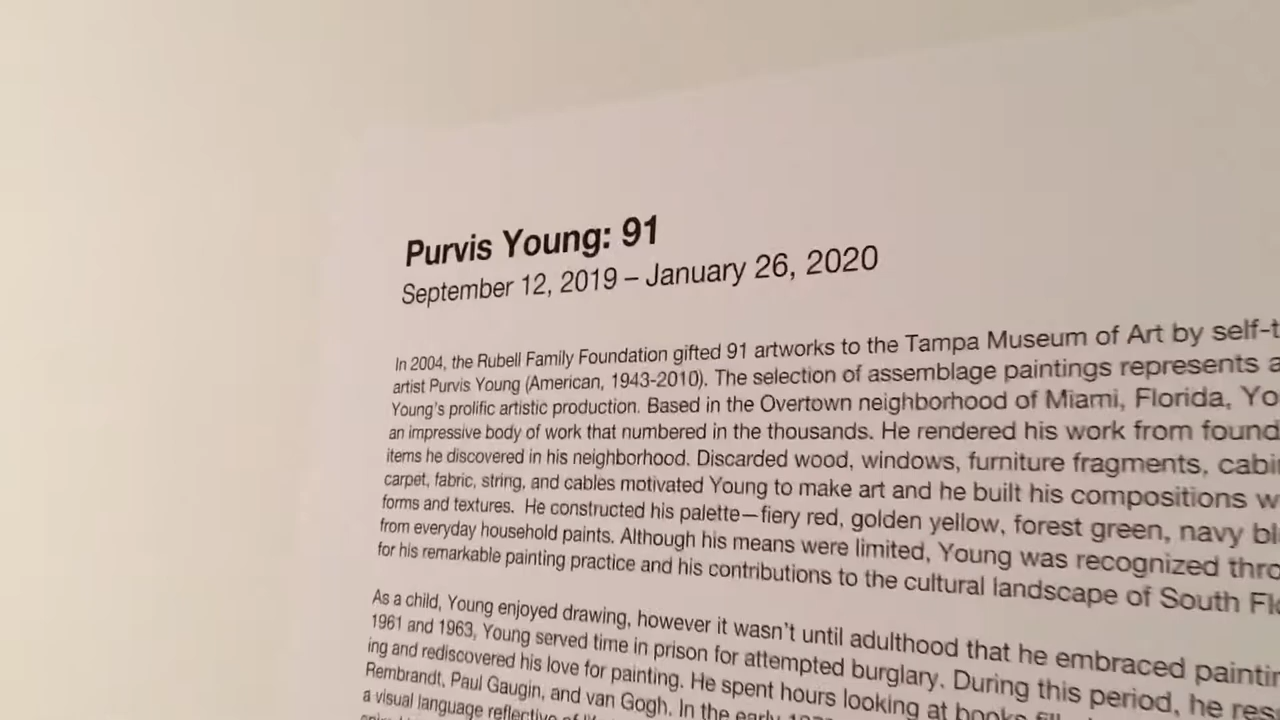 Purvis Young: 91
September 12, 2019 – January 26, 2020
In 2004, the Rubell Family Foundation gifted 91 artworks to the Tampa Museum of Art by self-t
artist Purvis Young (American, 1943-2010). The selection of assemblage paintings represents a
Young's prolific artistic production. Based in the Overtown neighborhood of Miami, Florida, Yo
an impressive body of work that numbered in the thousands. He rendered his work from found
items he discovered in his neighborhood. Discarded wood, windows, furniture fragments, cabi
carpet, fabric, string, and cables motivated Young to make art and he built his compositions w
forms and textures. He constructed his palette—fiery red, golden yellow, forest green, navy bl
from everyday household paints. Although his means were limited, Young was recognized thro
for his remarkable painting practice and his contributions to the cultural landscape of South Flo
As a child, Young enjoyed drawing, however it wasn't until adulthood that he embraced paintin
1961 and 1963, Young served time in prison for attempted burglary. During this period, he res
ing and rediscovered his love for painting. He spent hours looking at books
Rembrandt, Paul Gaugin, and van Gogh. In the early
a visual language reflective of